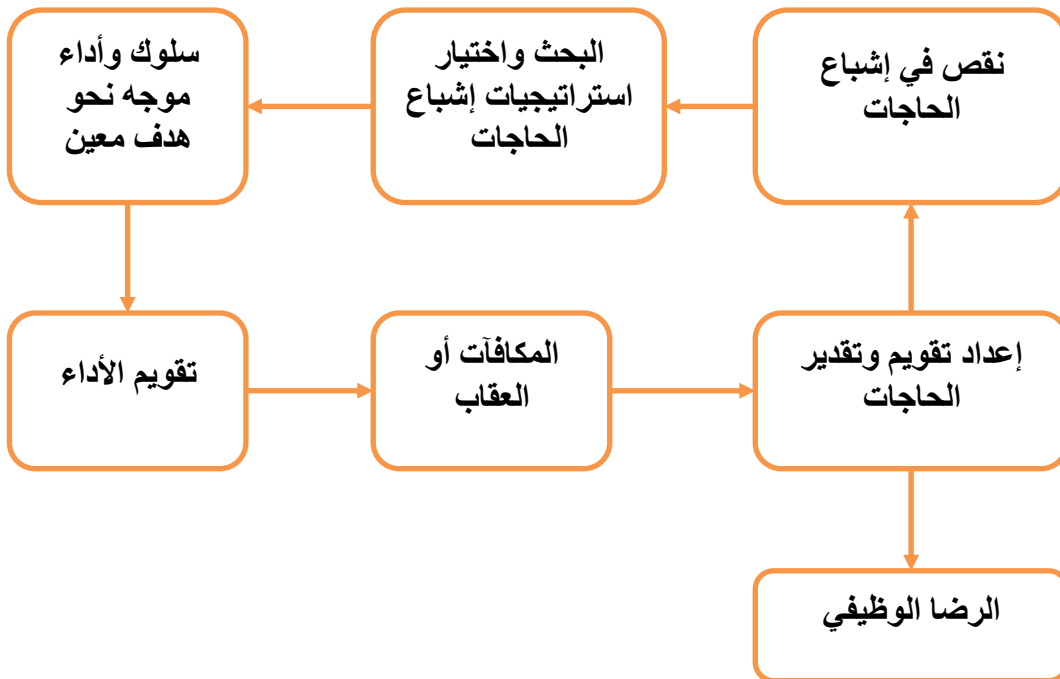 نقص في إشباع
الحاجات
البحث واختيار
استراتيجيات إشباع
الحاجات
سلوك وأداء
موجه نحو
هدف معين
تقويم الأداء
المكافآت أو
العقاب
إعداد تقويم وتقدير
الحاجات
الرضا الوظيفي